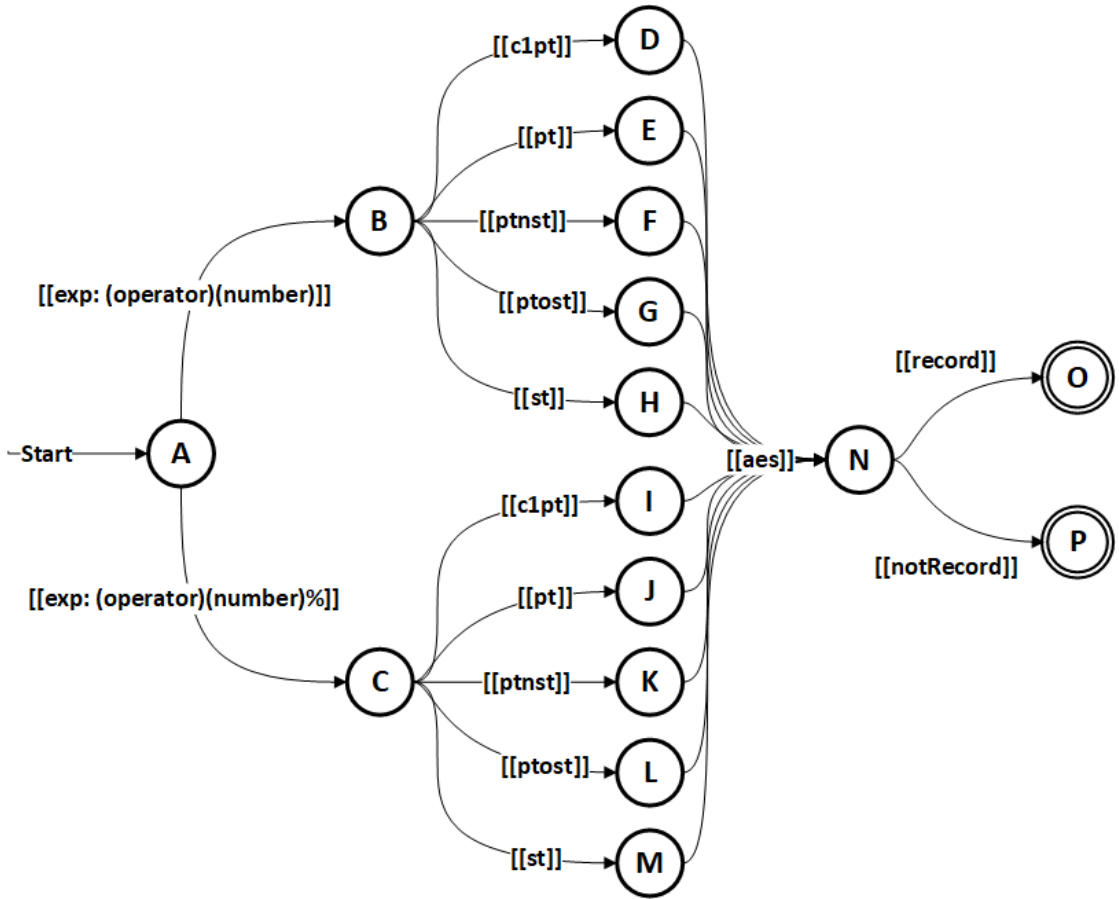 [[c1pt]]
D
[[pt]]
E
B
[[ptnst]]
F
[[exp: (operator)(number)]]
[[ptost]]
G
[[st]]
H
[[record]]
O
Start
A
[[aes]]
N
[[c1pt]]
I
[[notRecord]]
P
[[exp: (operator)(number)%]]
[[pt]]
J
C
[[ptnst]]
K
[[ptost]]
L
[[st]]
M